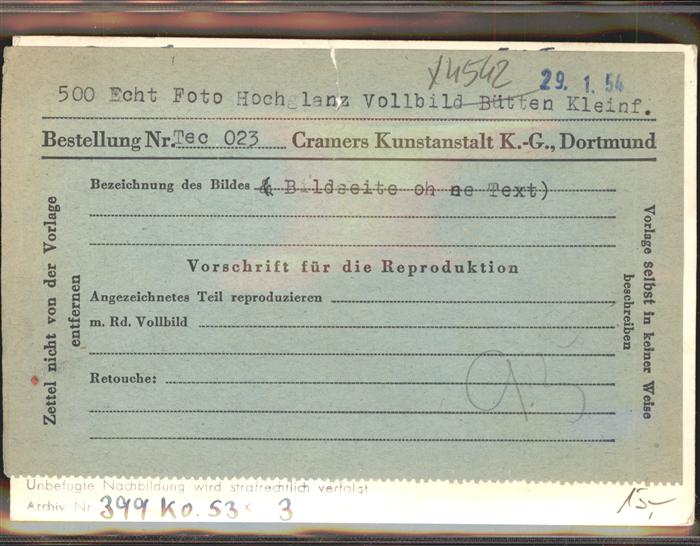 X4542
29. 1. 54
500 Echt Foto Hochglanz Vollbild Bütten Kleinf.
Bestellung Nr. Tec 023 Cramers Kunstanstalt K.-G., Dortmund
Bezeichnung des Bildes ( Bildseite oh ne Text)
Vorschrift für die Reproduktion
Angezeichnetes Teil reproduzieren
m. Rd. Vollbild
Retouche:
Zettel nicht von der Vorlage
entfernen
Vorlage selbst in keiner Weise
beschreiben
Unbefugte Nachbildung wird strafrechtlich verfolgt
Archiv Nr. 399 Ko. 53 x 3
15,-